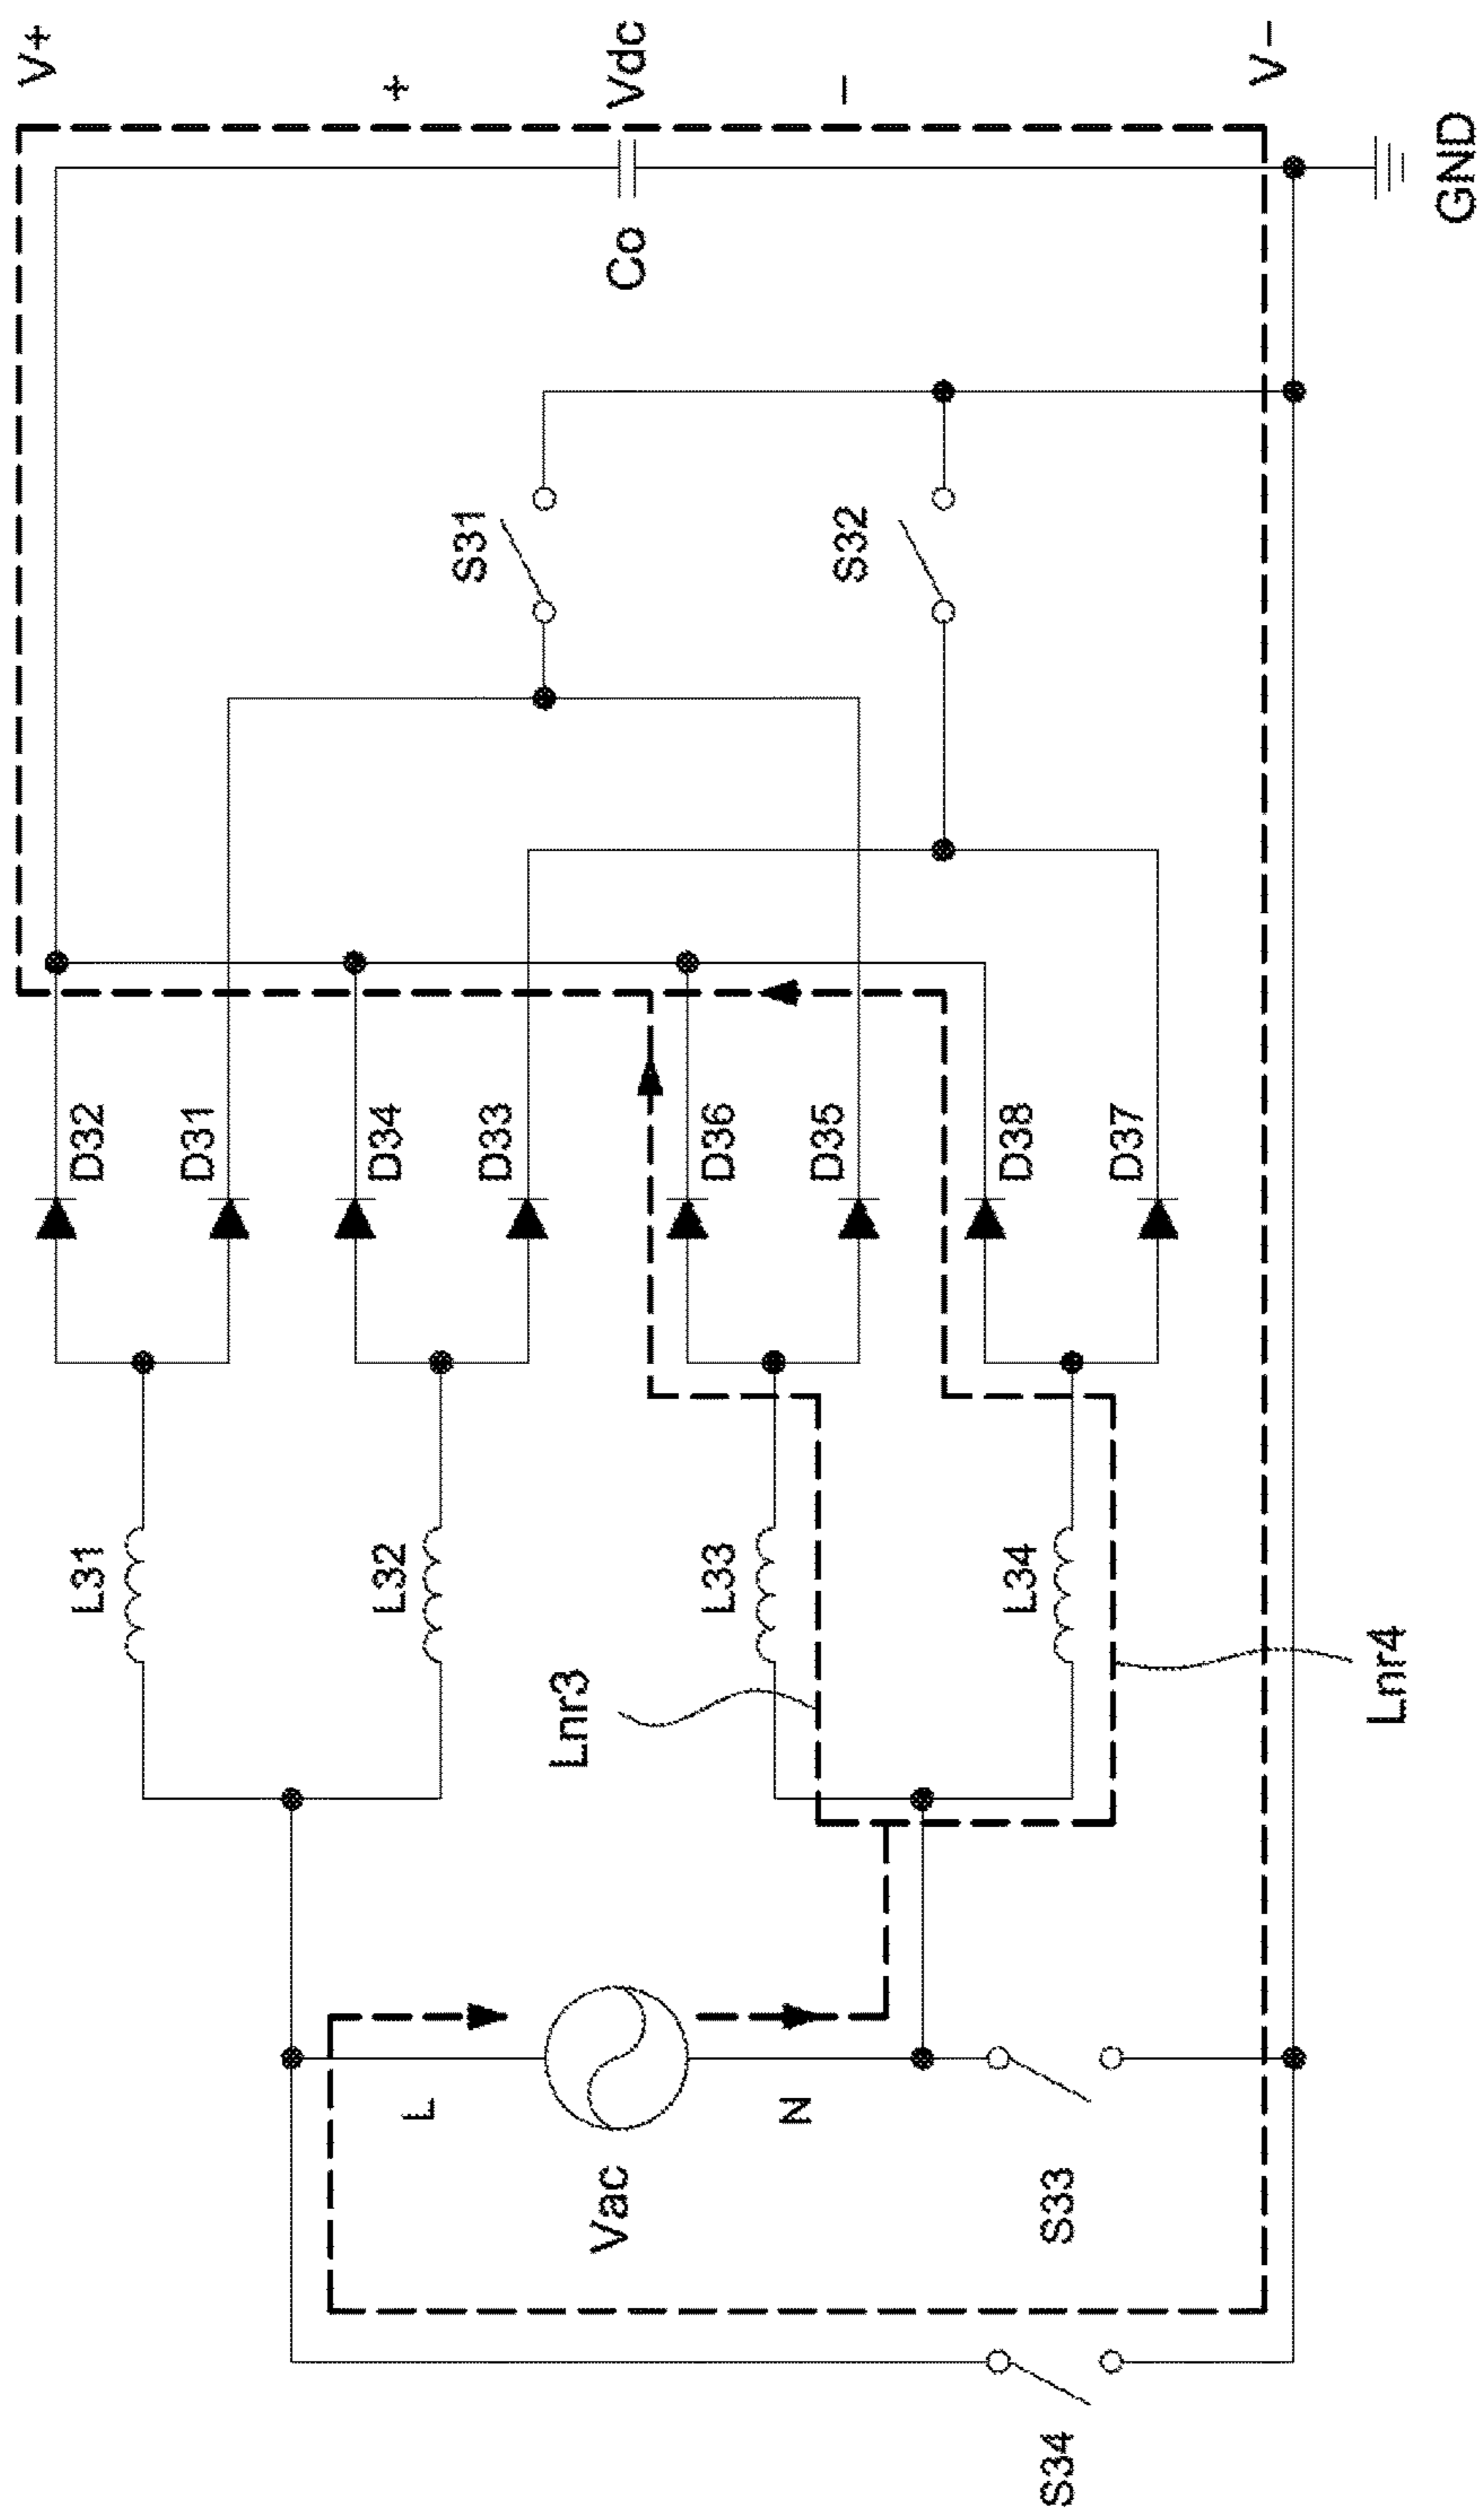 V+
+
Vdc
−
V−
Co
GND
S31
S32
D32
D31
D34
D33
D36
D35
D38
D37
L31
L32
L33
L34
Lnr3
Lnr4
L
N
Vac
S33
S34